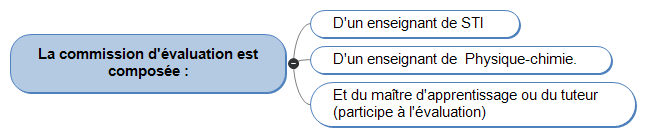 La commission d'évaluation est
composée :
D'un enseignant de STI
D'un enseignant de  Physique-chimie.
Et du maître d'apprentissage ou du tuteur
(participe à l'évaluation)